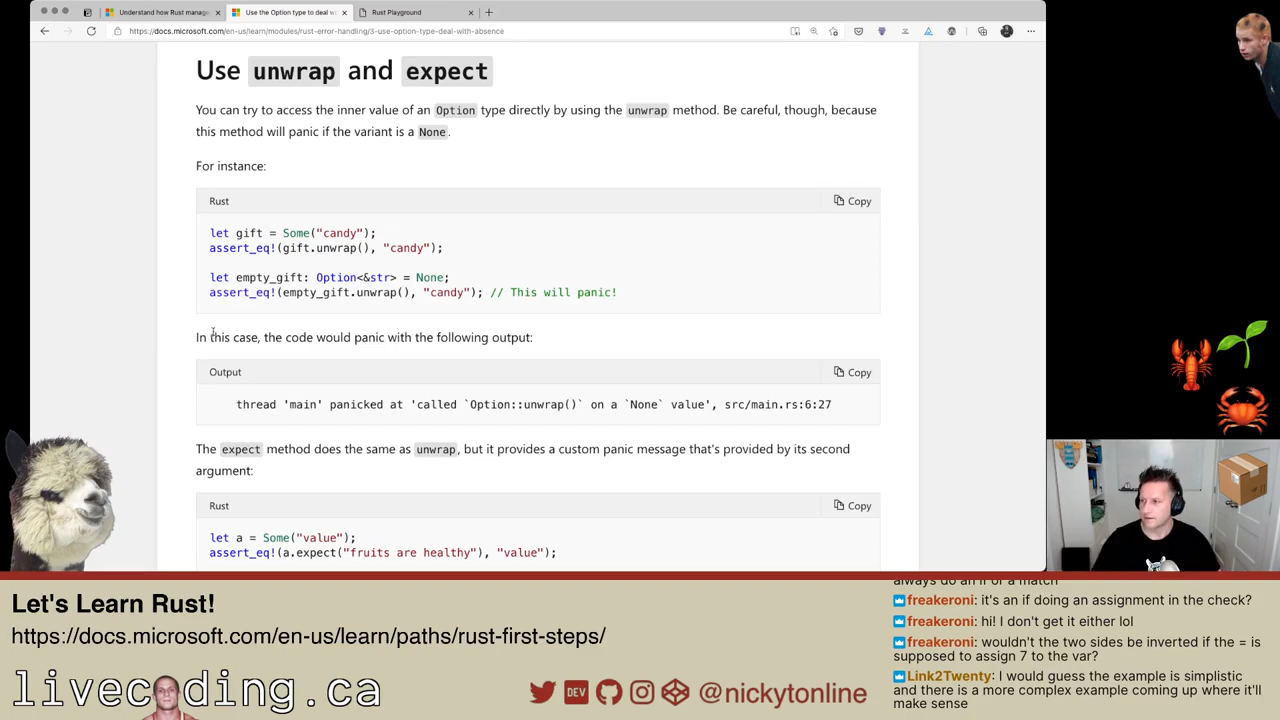 Understand how Rust manage
Use the Option type to deal wi
Rust Playground
https://docs.microsoft.com/en-us/learn/modules/rust-error-handling/3-use-option-type-deal-with-absence
Use unwrap and expect
You can try to access the inner value of an Option type directly by using the unwrap method. Be careful, though, because
this method will panic if the variant is a None.
For instance:
Rust
Copy
let gift = Some("candy");
assert_eq!(gift.unwrap(), "candy");
let empty_gift: Option<&str> = None;
assert_eq!(empty_gift.unwrap(), "candy"); // This will panic!
In this case, the code would panic with the following output:
Output
Copy
thread 'main' panicked at 'called `Option::unwrap()` on a `None` value', src/main.rs:6:27
The expect method does the same as unwrap, but it provides a custom panic message that's provided by its second
argument:
Rust
Copy
let a = Some("value");
assert_eq!(a.expect("fruits are healthy"), "value");
Let's Learn Rust!
https://docs.microsoft.com/en-us/learn/paths/rust-first-steps/
livecoding.ca
DEV
@nickytonline
always do an if or a match
freakeroni: it's an if doing an assignment in the check?
freakeroni: hi! I don't get it either lol
freakeroni: wouldn't the two sides be inverted if the = is
supposed to assign 7 to the var?
Link2Twenty: I would guess the example is simplistic
and there is a more complex example coming up where it'll
make sense